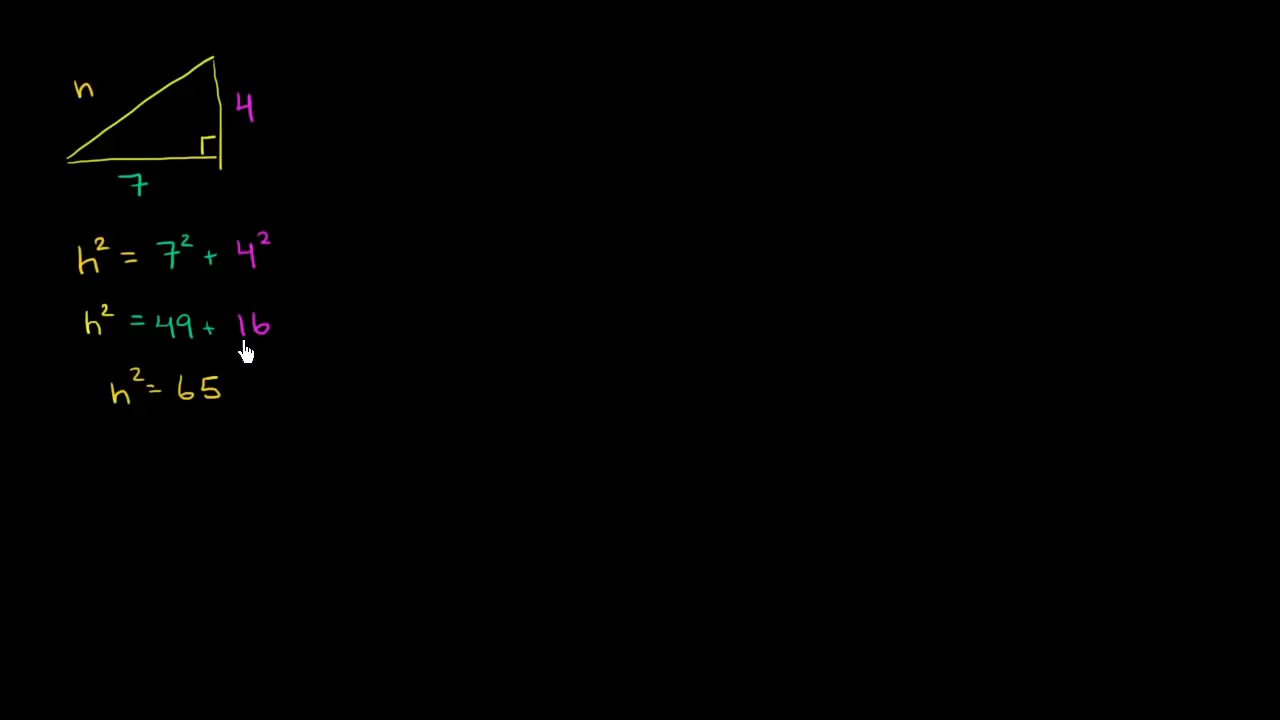 h
4
7
h² = 7² + 4²
h² = 49 + 16
h² = 65